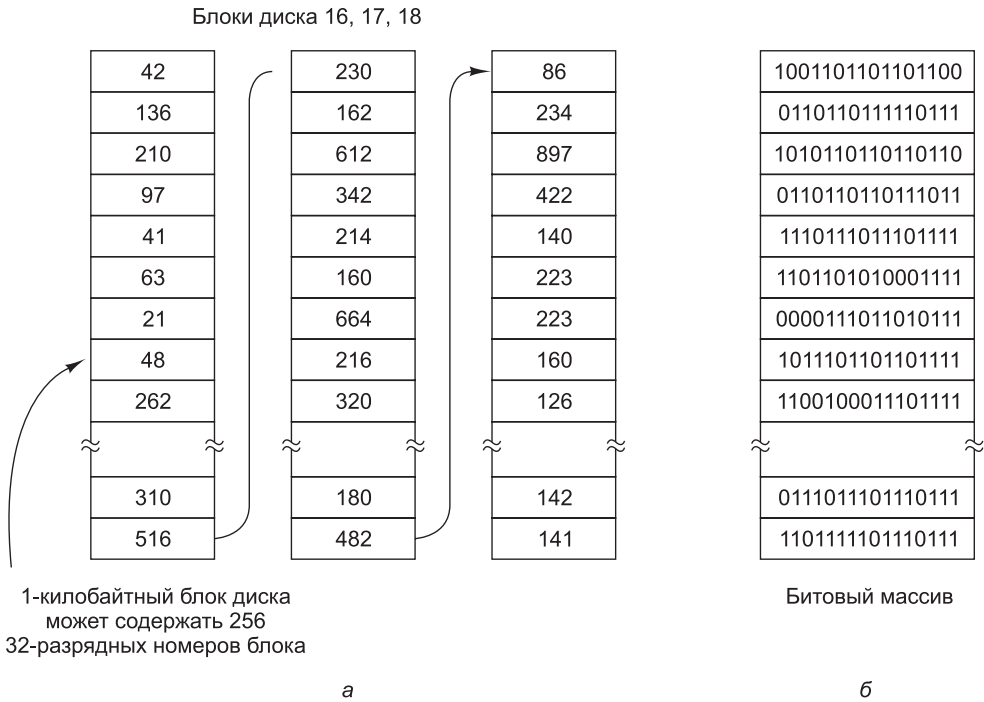 Блоки диска 16, 17, 18
42 230 86 1001101101101100
136 162 234 0110110111110111
210 612 897 1010110110110110
97 342 422 0110110110111011
41 214 140 1110111011101111
63 160 223 1101101010001111
21 664 223 0000111011010111
48 216 160 1011101101101111
262 320 126 1100100011101111
310 180 142 0111011101110111
516 482 141 1101111101110111
1-килобайтный блок диска
может содержать 256
32-разрядных номеров блока
Битовый массив
а б